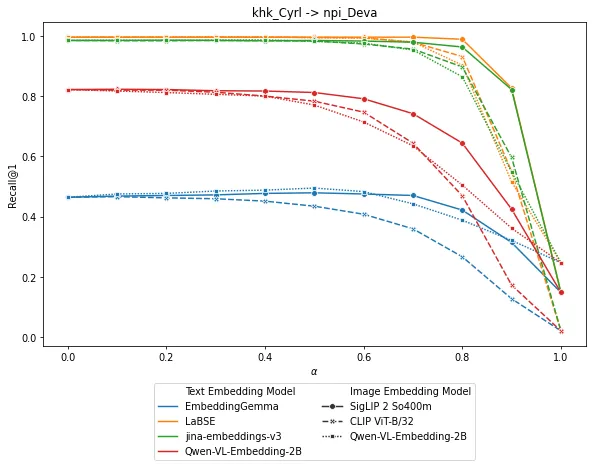 khk_Cyrl -> npi_Deva
Recall@1
1.0
0.8
0.6
0.4
0.2
0.0
0.0 0.2 0.4 0.6 0.8 1.0
α
Text Embedding Model Image Embedding Model
EmbeddingGemma SigLIP 2 So400m
LaBSE CLIP ViT-B/32
jina-embeddings-v3 Qwen-VL-Embedding-2B
Qwen-VL-Embedding-2B